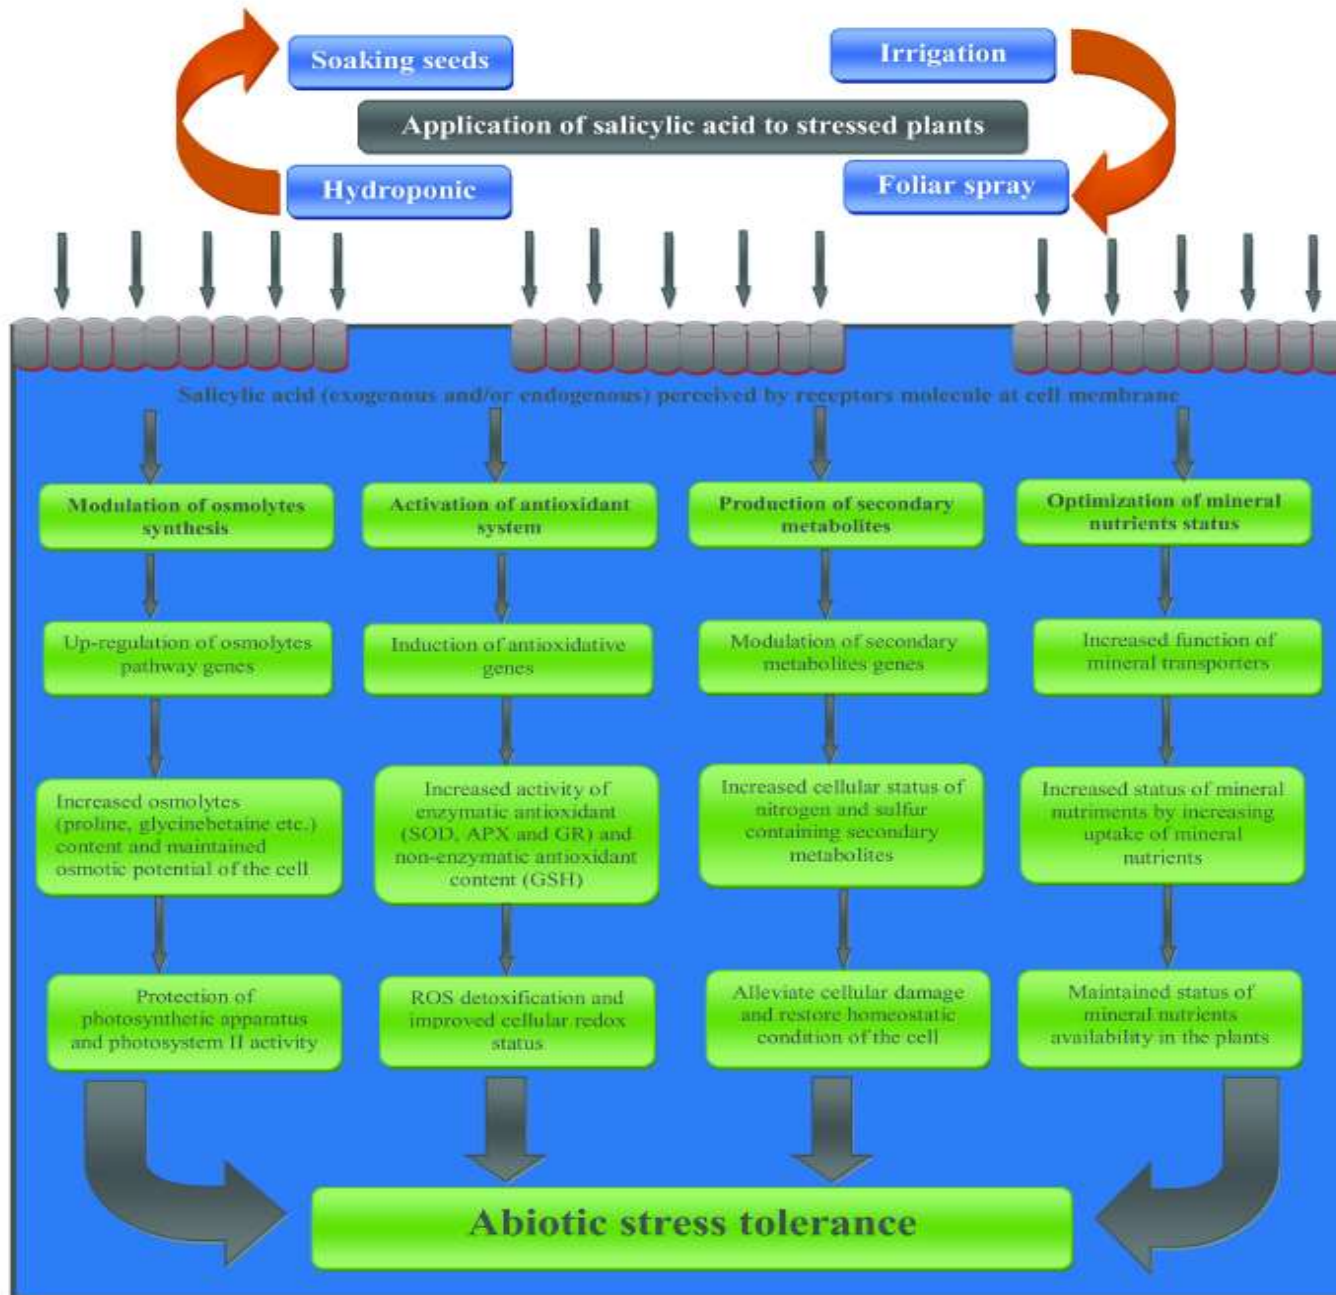 Soaking seeds
Irrigation
Application of salicylic acid to stressed plants
Hydroponic
Foliar spray
Salicylic acid (exogenous and/or endogenous) perceived by receptors molecule at cell membrane
Modulation of osmolytes
synthesis
Up-regulation of osmolytes
pathway genes
Increased osmolytes
(proline, glycinebetaine etc.)
content and maintained
osmotic potential of the cell
Protection of
photosynthetic apparatus
and photosystem II activity
Activation of antioxidant
system
Induction of antioxidative
genes
Increased activity of
enzymatic antioxidant
(SOD, APX and GR) and
non-enzymatic antioxidant
content (GSH)
ROS detoxification and
improved cellular redox
status
Production of secondary
metabolites
Modulation of secondary
metabolites genes
Increased cellular status of
nitrogen and sulfur
containing secondary
metabolites
Alleviate cellular damage
and restore homeostatic
condition of the cell
Optimization of mineral
nutrients status
Increased function of
mineral transporters
Increased status of mineral
nutriments by increasing
uptake of mineral
nutrients
Maintained status of
mineral nutrients
availability in the plants
Abiotic stress tolerance